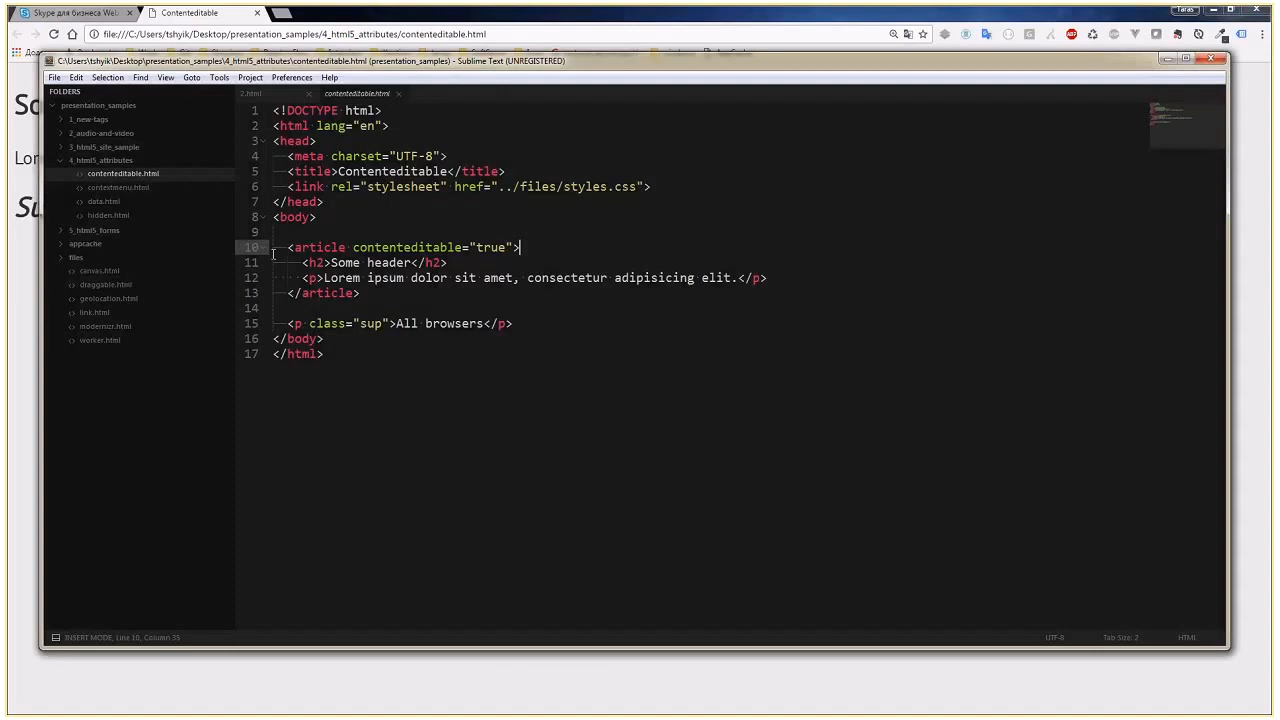 Skype для бизнеса Web
Contenteditable
Taras
file:///C:/Users/tshyik/Desktop/presentation_samples/4_html5_attributes/contenteditable.html
C:\Users\tshyik\Desktop\presentation_samples\4_html5_attributes\contenteditable.html (presentation_samples) - Sublime Text (UNREGISTERED)
File Edit Selection Find View Goto Tools Project Preferences Help
FOLDERS
presentation_samples
1_new-tags
2_audio-and-video
3_html5_site_sample
4_html5_attributes
contenteditable.html
contextmenu.html
data.html
hidden.html
5_html5_forms
appcache
files
canvas.html
draggable.html
geolocation.html
link.html
modernizr.html
worker.html
2.html
contenteditable.html
1 <!DOCTYPE html>
2 <html lang="en">
3 <head>
4 <meta charset="UTF-8">
5 <title>Contenteditable</title>
6 <link rel="stylesheet" href="../files/styles.css">
7 </head>
8 <body>
9
10 <article contenteditable="true">
11 <h2>Some header</h2>
12 <p>Lorem ipsum dolor sit amet, consectetur adipisicing elit.</p>
13 </article>
14
15 <p class="sup">All browsers</p>
16 </body>
17 </html>
INSERT MODE, Line 10, Column 35
UTF-8 Tab Size: 2 HTML